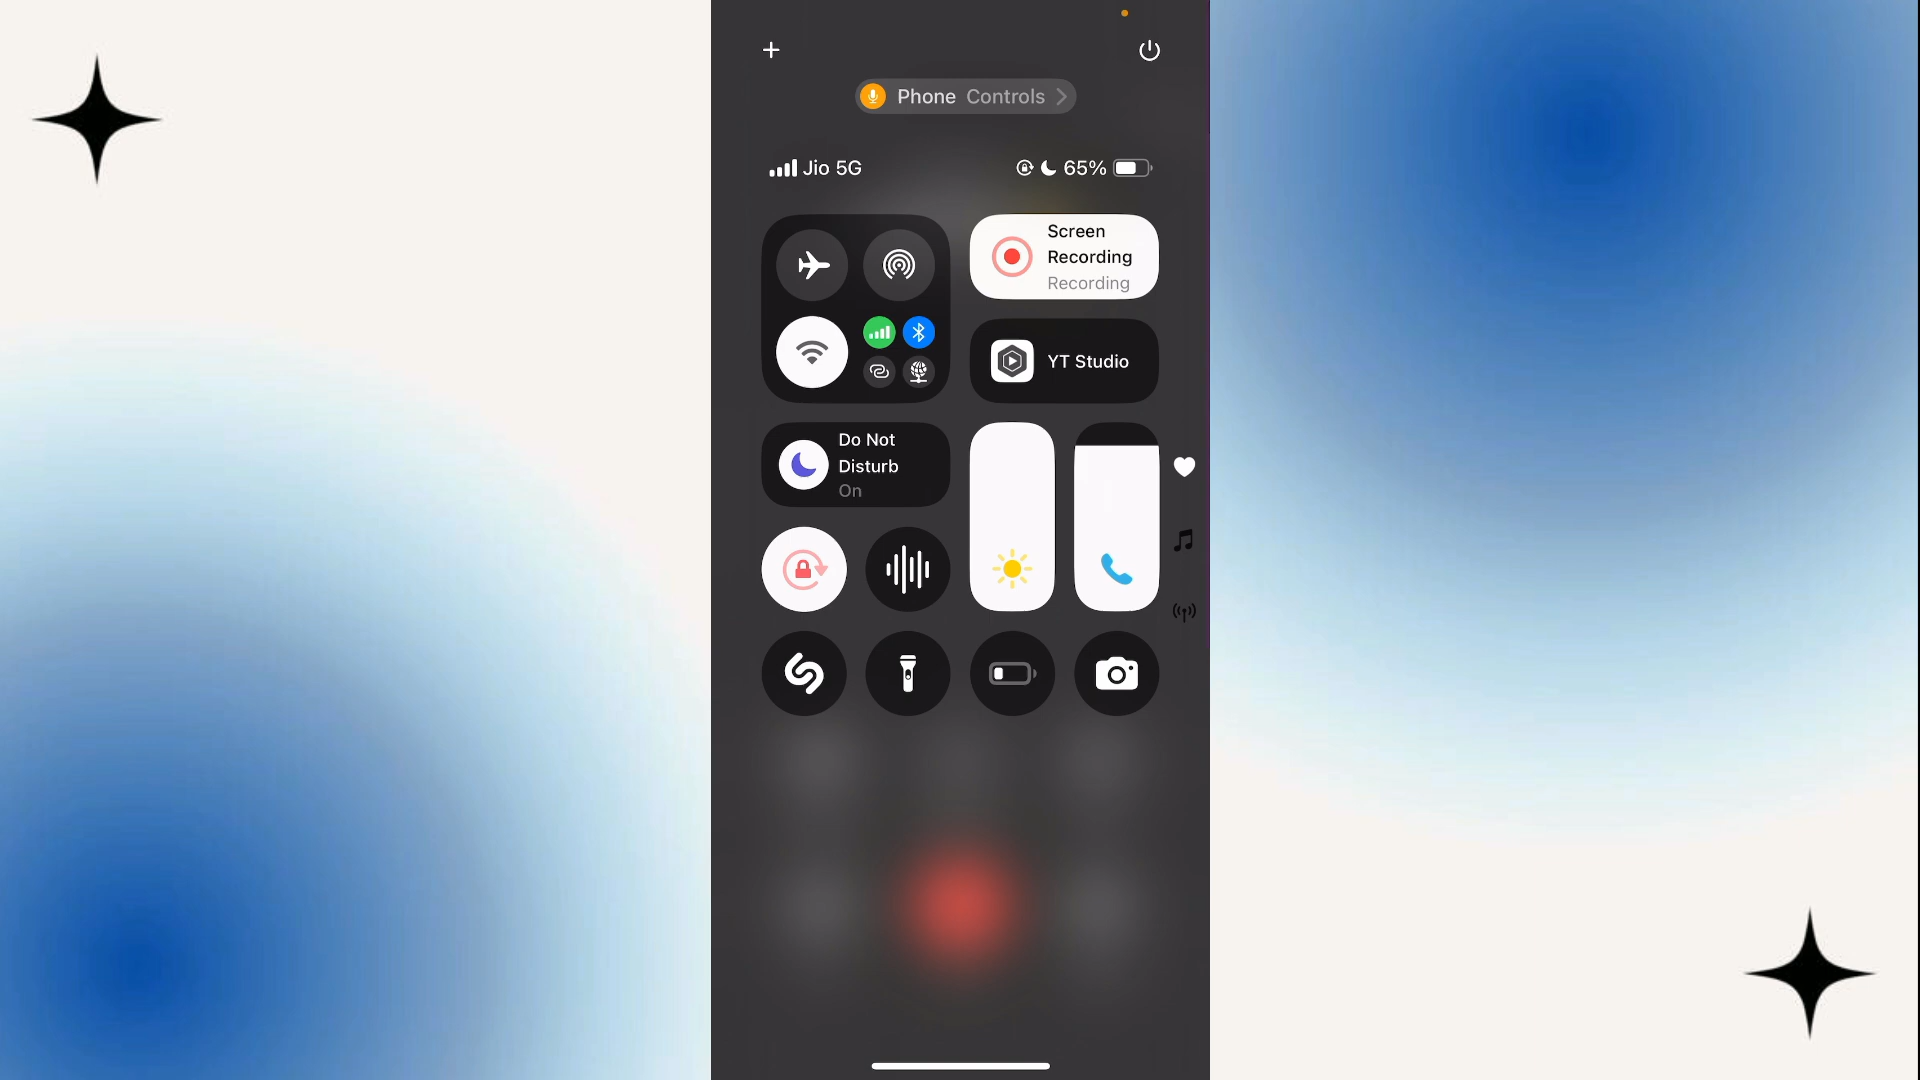 Phone Controls
Jio 5G
65%
Screen
Recording
Recording
YT Studio
Do Not
Disturb
On